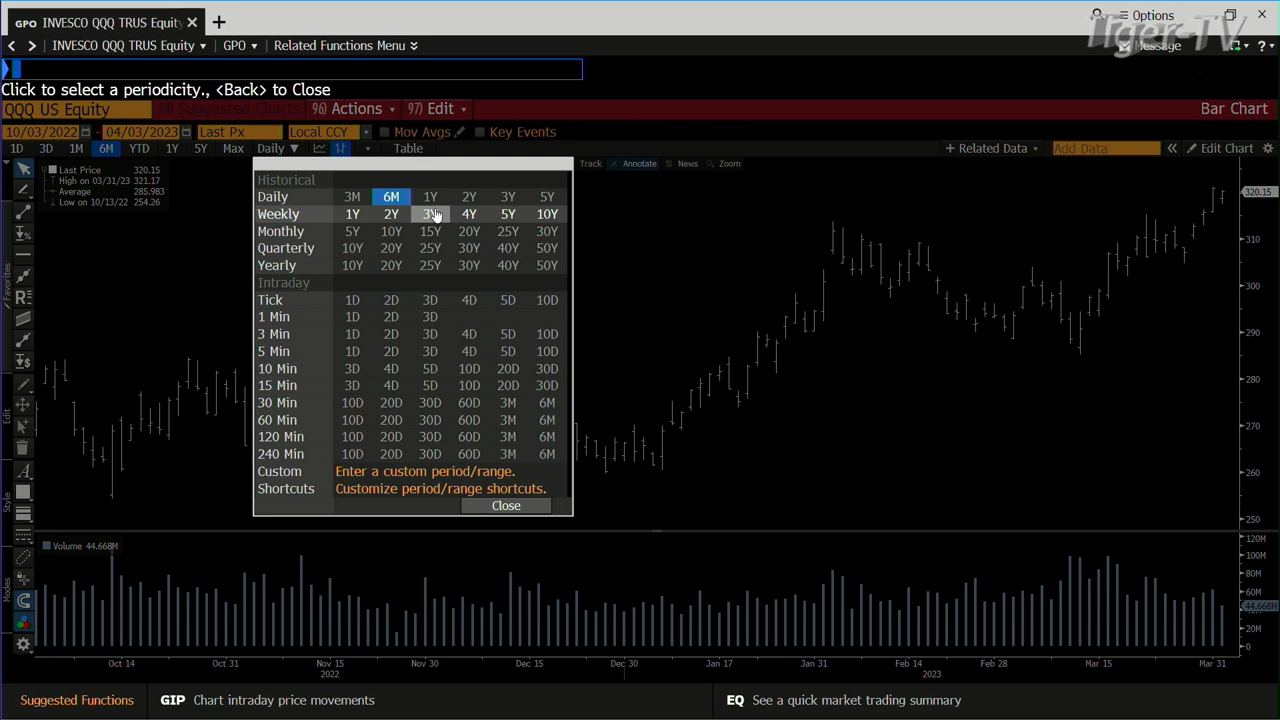 GPO INVESCO QQQ TRUS Equity
Options
Tiger-TV
INVESCO QQQ TRUS Equity GPO Related Functions Menu
Message
?
Click to select a periodicity., <Back> to Close
QQQ US Equity 94) Suggested Charts 96) Actions 97) Edit Bar Chart
10/03/2022 - 04/03/2023 Last Px Local CCY Mov Avgs Key Events
1D 3D 1M 6M YTD 1Y 5Y Max Daily ▼ Table + Related Data Add Data « Edit Chart
Track Annotate News Zoom
Last Price 320.15
High on 03/31/23 321.17
Average 285.983
Low on 10/13/22 254.26
Historical
Daily 3M 6M 1Y 2Y 3Y 5Y
Weekly 1Y 2Y 3Y 4Y 5Y 10Y
Monthly 5Y 10Y 15Y 20Y 25Y 30Y
Quarterly 10Y 20Y 25Y 30Y 40Y 50Y
Yearly 10Y 20Y 25Y 30Y 40Y 50Y
Intraday
Tick 1D 2D 3D 4D 5D 10D
1 Min 1D 2D 3D
3 Min 1D 2D 3D 4D 5D 10D
5 Min 1D 2D 3D 4D 5D 10D
10 Min 3D 4D 5D 10D 20D 30D
15 Min 3D 4D 5D 10D 20D 30D
30 Min 10D 20D 30D 60D 3M 6M
60 Min 10D 20D 30D 60D 3M 6M
120 Min 10D 20D 30D 60D 3M 6M
240 Min 10D 20D 30D 60D 3M 6M
Custom Enter a custom period/range.
Shortcuts Customize period/range shortcuts.
Close
Favorites
Edit
Style
Modes
320.15
310
300
290
280
270
260
250
Volume 44.668M
120M
100M
80M
60M
44.668M
20M
0
Oct 14 Oct 31 Nov 15 Nov 30 Dec 15 Dec 30 Jan 17 Jan 31 Feb 14 Feb 28 Mar 15 Mar 31
2022 2023
Suggested Functions GIP Chart intraday price movements EQ See a quick market trading summary